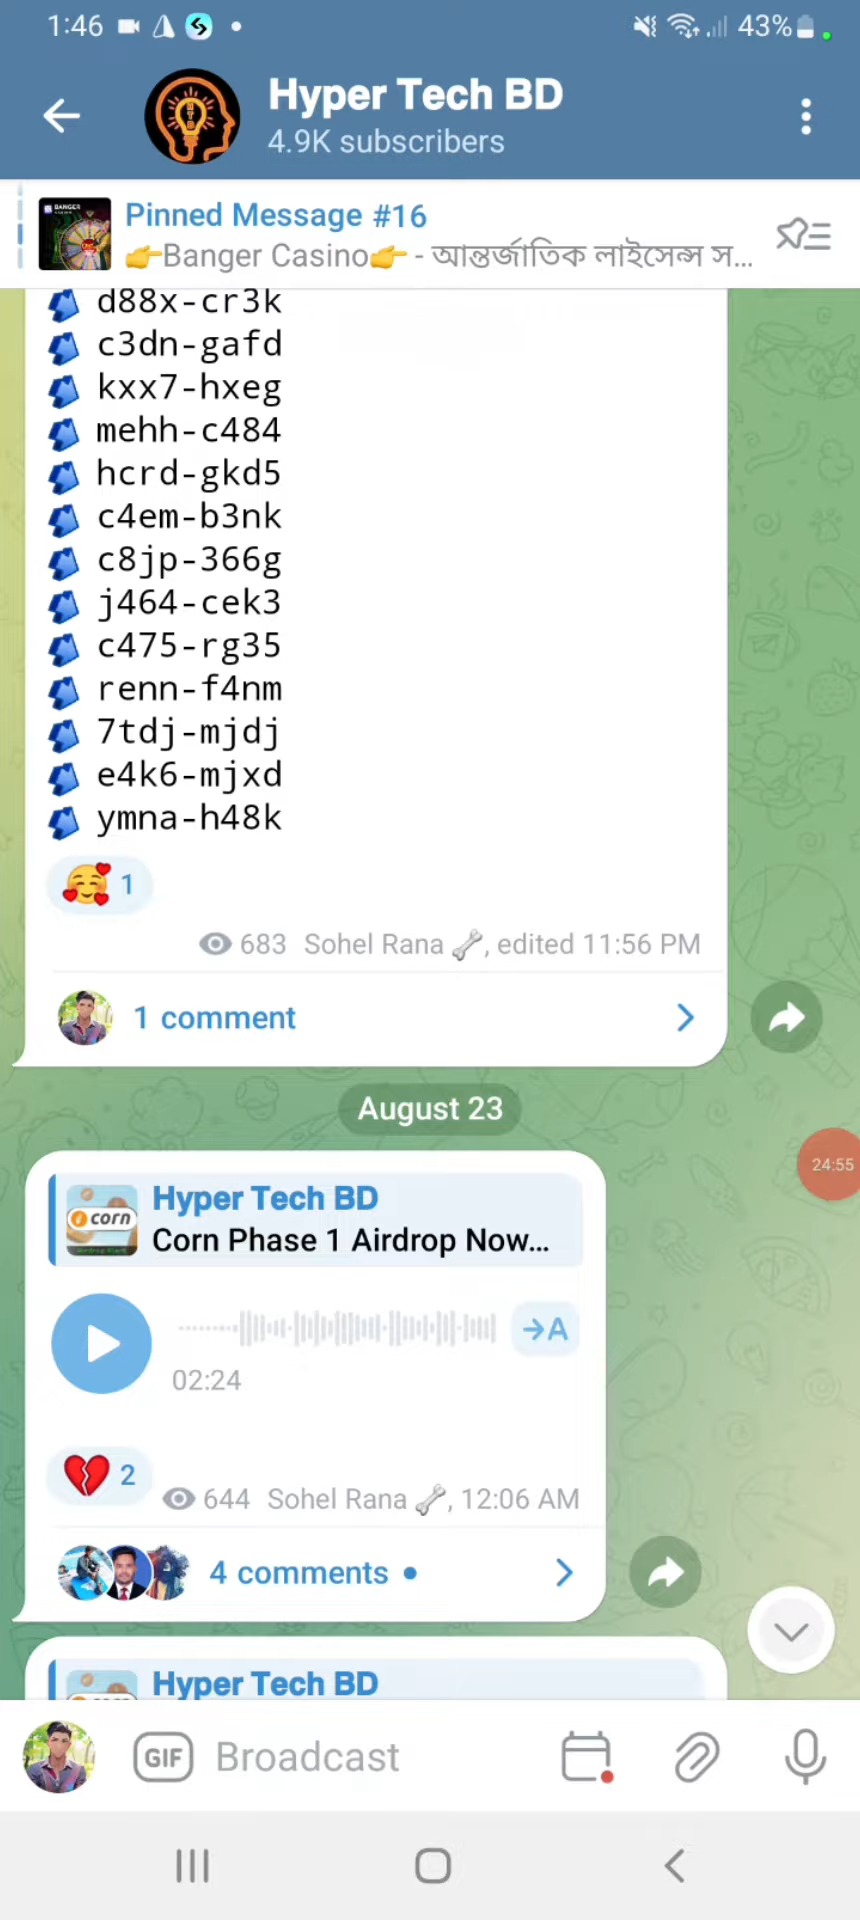 1:46
43%
Hyper Tech BD
4.9K subscribers
BANGER
Pinned Message #16
👉Banger Casino👉 - আন্তর্জাতিক লাইসেন্স স...
d88x-cr3k
c3dn-gafd
kxx7-hxeg
mehh-c484
hcrd-gkd5
c4em-b3nk
c8jp-366g
j464-cek3
c475-rg35
renn-f4nm
7tdj-mjdj
e4k6-mjxd
ymna-h48k
🥰 1
683 Sohel Rana 🦴, edited 11:56 PM
1 comment
August 23
24:55
Hyper Tech BD
corn
Corn Phase 1 Airdrop Now...
→A
02:24
💔 2
644 Sohel Rana 🦴, 12:06 AM
4 comments
Hyper Tech BD
GIF Broadcast